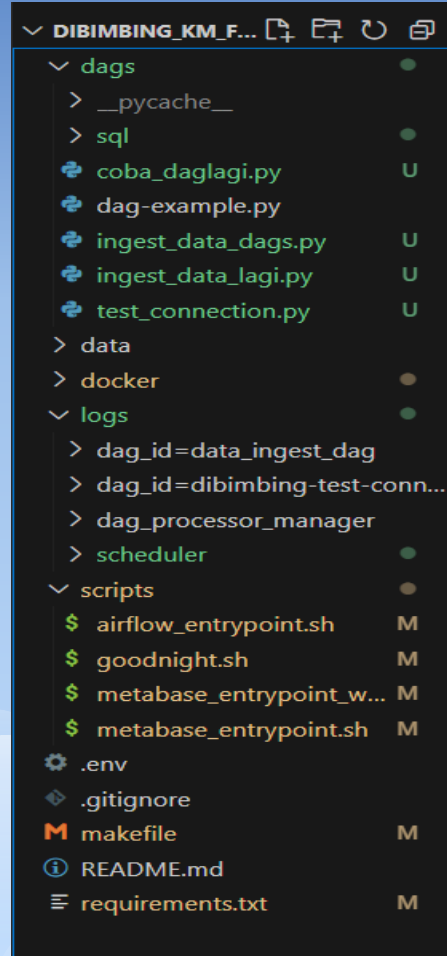 DIBIMBING_KM_F...
dags
__pycache__
sql
coba_daglagi.py U
dag-example.py
ingest_data_dags.py U
ingest_data_lagi.py U
test_connection.py U
data
docker
logs
dag_id=data_ingest_dag
dag_id=dibimbing-test-conn...
dag_processor_manager
scheduler
scripts
$ airflow_entrypoint.sh M
$ goodnight.sh M
$ metabase_entrypoint_w... M
$ metabase_entrypoint.sh M
.env
.gitignore
M makefile M
README.md
requirements.txt M